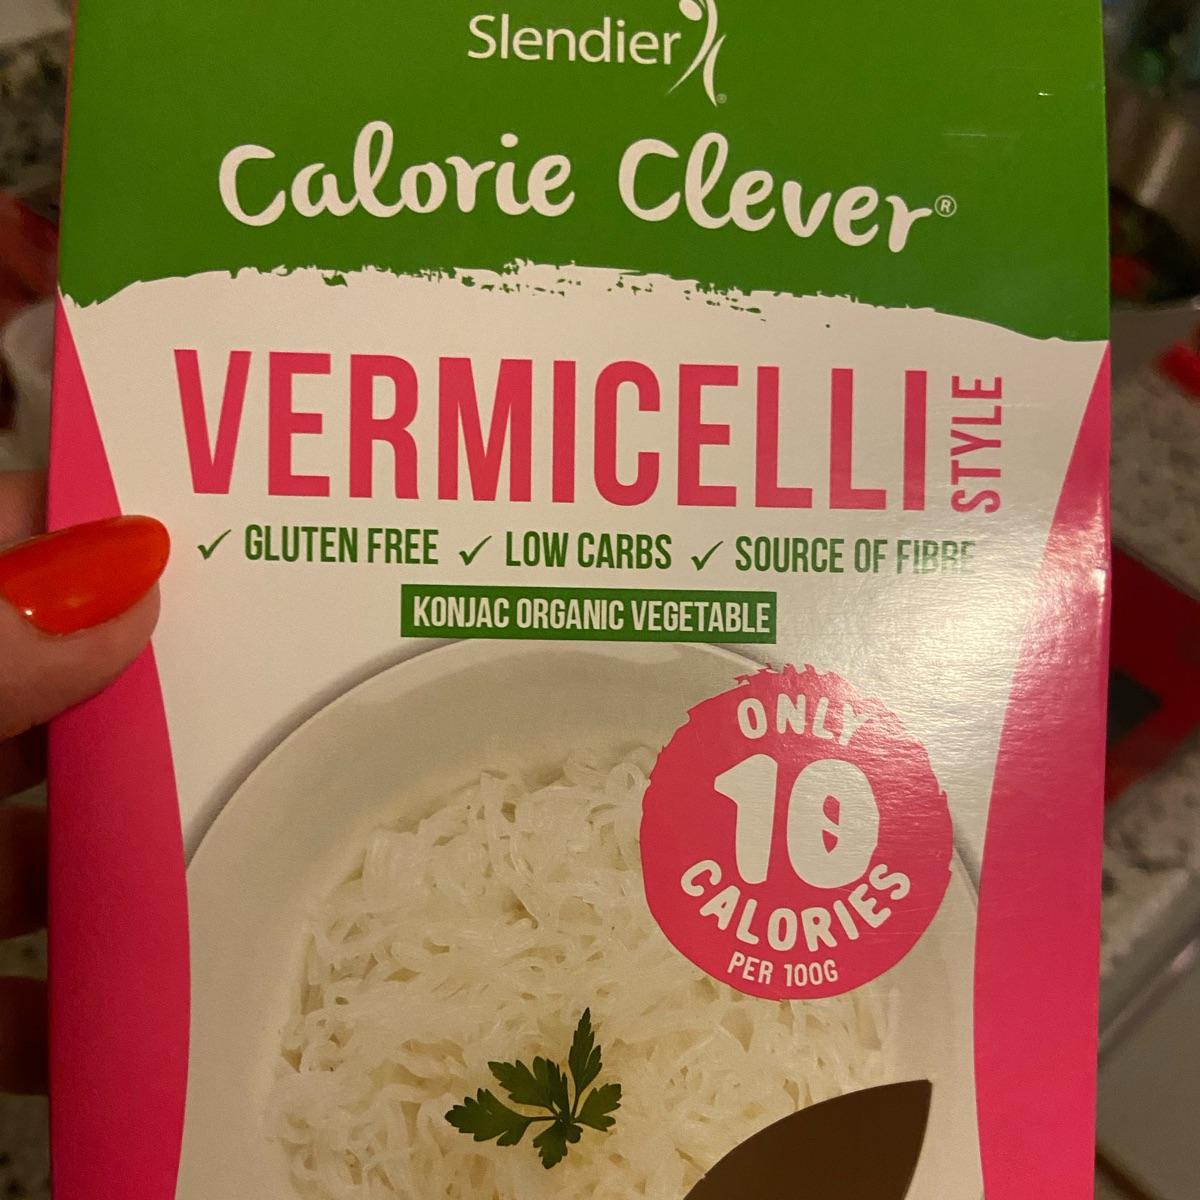 Slendier®
Calorie Clever®
VERMICELLI STYLE
✓ GLUTEN FREE ✓ LOW CARBS ✓ SOURCE OF FIBRE
KONJAC ORGANIC VEGETABLE
ONLY
10
CALORIES
PER 100G